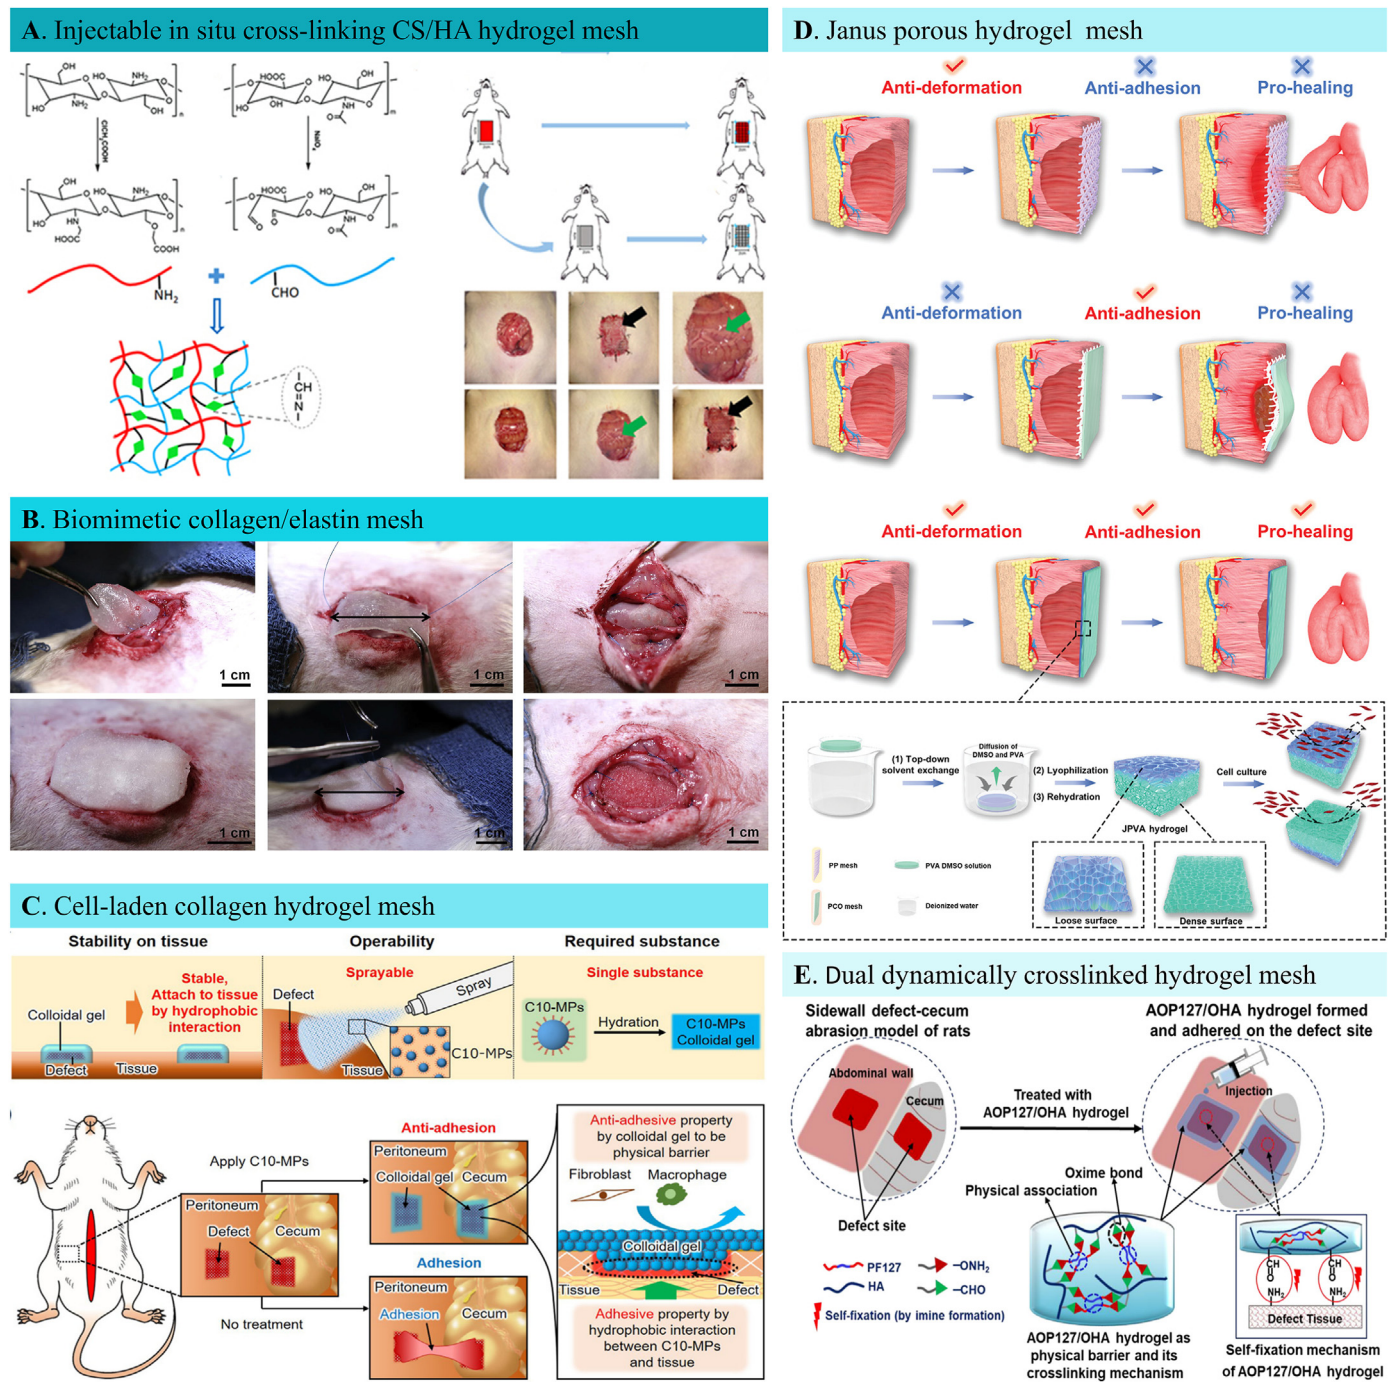 A. Injectable in situ cross-linking CS/HA hydrogel mesh
ClCH₂COOH
NaIO₄
NH₂
CHO
CH
N
B. Biomimetic collagen/elastin mesh
1 cm
1 cm
1 cm
1 cm
1 cm
1 cm
C. Cell-laden collagen hydrogel mesh
Stability on tissue
Operability
Required substance
Colloidal gel
Stable,
Attach to tissue
by hydrophobic
interaction
Defect
Tissue
Sprayable
Defect
Spray
C10-MPs
Tissue
Single substance
C10-MPs
Hydration
C10-MPs
Colloidal gel
Apply C10-MPs
No treatment
Peritoneum
Defect
Cecum
Anti-adhesion
Peritoneum
Colloidal gel
Cecum
Adhesion
Peritoneum
Adhesion
Cecum
Anti-adhesive property
by colloidal gel to be
physical barrier
Fibroblast
Macrophage
Colloidal gel
Tissue
Defect
Adhesive property by
hydrophobic interaction
between C10-MPs
and tissue
D. Janus porous hydrogel mesh
Anti-deformation
Anti-adhesion
Pro-healing
Anti-deformation
Anti-adhesion
Pro-healing
Anti-deformation
Anti-adhesion
Pro-healing
(1) Top-down
solvent exchange
Diffusion of
DMSO and PVA
(2) Lyophilization
(3) Rehydration
JPVA hydrogel
Cell culture
PP mesh
PVA DMSO solution
PCO mesh
Deionized water
Loose surface
Dense surface
E. Dual dynamically crosslinked hydrogel mesh
Sidewall defect-cecum
abrasion model of rats
Abdominal wall
Cecum
Defect site
Treated with
AOP127/OHA hydrogel
AOP127/OHA hydrogel formed
and adhered on the defect site
Injection
Oxime bond
Physical association
PF127
–ONH₂
HA
–CHO
Self-fixation (by imine formation)
AOP127/OHA hydrogel as
physical barrier and its
crosslinking mechanism
CH
O
NH₂
CH
O
NH₂
Defect Tissue
Self-fixation mechanism
of AOP127/OHA hydrogel